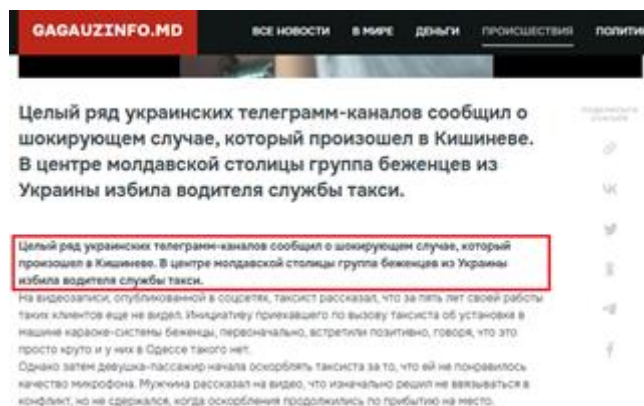 GAGAUZINFO.MD ВСЕ НОВОСТИ В МИРЕ ДЕНЬГИ ПРОИСШЕСТВИЯ ПОЛИТИК
Целый ряд украинских телеграмм-каналов сообщил о
шокирующем случае, который произошел в Кишиневе.
В центре молдавской столицы группа беженцев из
Украины избила водителя службы такси.
Целый ряд украинских телеграмм-каналов сообщил о шокирующем случае, который
произошел в Кишиневе. В центре молдавской столицы группа беженцев из Украины
избила водителя службы такси.
На видеозаписи, опубликованной в соцсетях, таксист рассказал, что за пять лет своей работы
таких клиентов еще не видел. Инициативу приехавшего по вызову таксиста об установке в
машине караоке-системы беженцы, первоначально, встретили позитивно, говоря, что это
просто круто и у них в Одессе такого нет.
Однако затем девушка-пассажир начала оскорблять таксиста за то, что ей не понравилось
качество микрофона. Мужчина рассказал на видео, что изначально решил не ввязываться в
конфликт, но не сдержался, когда оскорбления продолжились по прибытию на место.